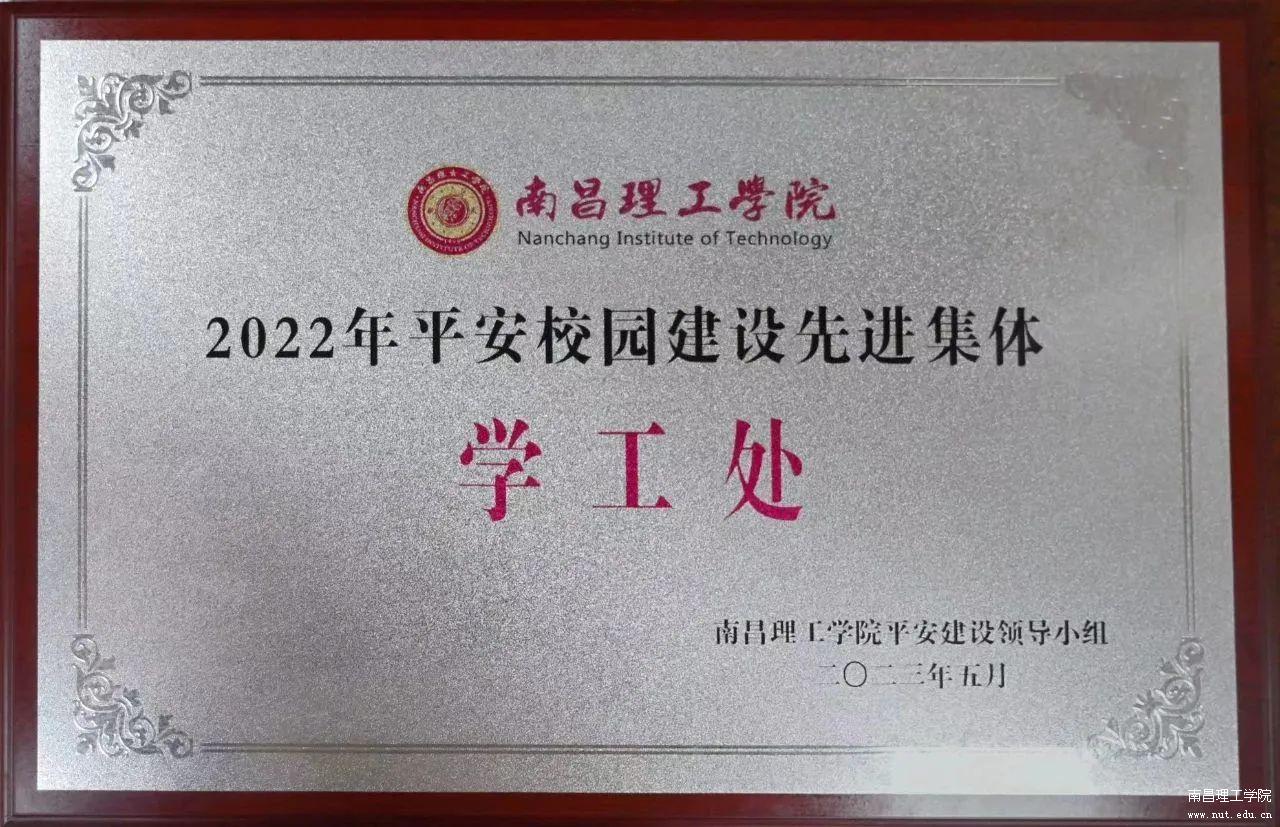 南昌理工學院
Nanchang Institute of Technology
2022年平安校园建设先进集体
学工处
南昌理工学院平安建设领导小组
二〇二三年五月
南昌理工学院
www.nut.edu.cn